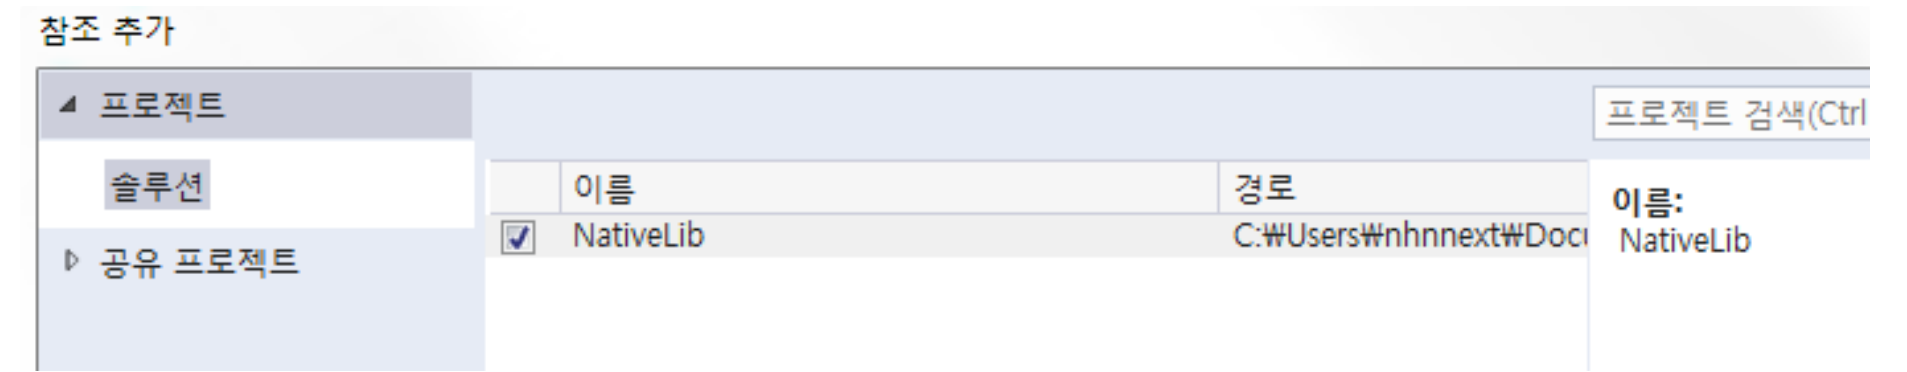 참조 추가
프로젝트
솔루션
공유 프로젝트
프로젝트 검색(Ctrl
이름 경로
NativeLib C:₩Users₩nhnnext₩Docu
이름:
NativeLib